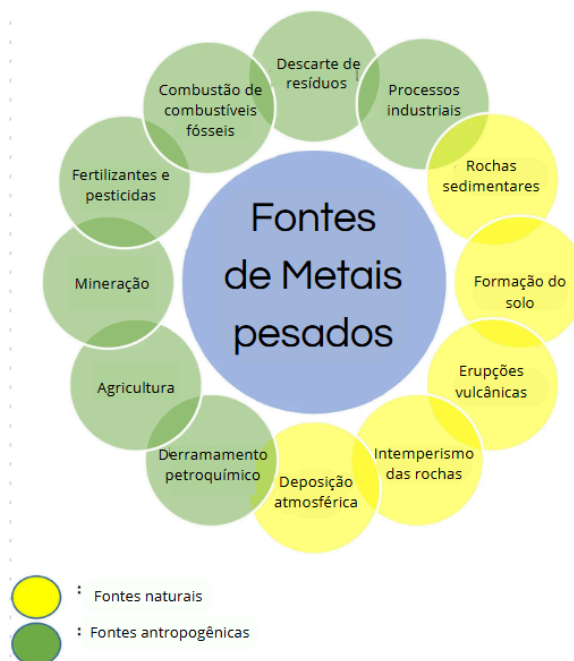 Fontes
de Metais
pesados
Descarte de
resíduos
Processos
industriais
Rochas
sedimentares
Formação do
solo
Erupções
vulcânicas
Intemperismo
das rochas
Deposição
atmosférica
Derramamento
petroquímico
Agricultura
Mineração
Fertilizantes e
pesticidas
Combustão de
combustíveis
fósseis
: Fontes naturais
: Fontes antropogênicas